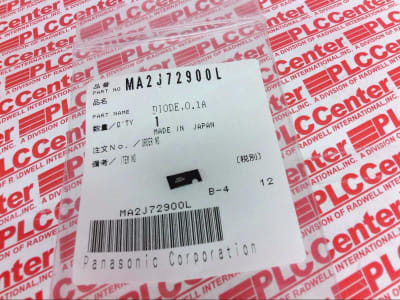 品番
PART NO MA2J72900L
品名
PART NAME DIODE,0.1A
数量/Q'TY 1
MADE IN JAPAN
注文No./ORDER NO
備考/ITEM NO
[税別]
B-4 12
MA2J72900L
Panasonic Corporation
PLCCenter
A DIVISION OF RADWELL INTERNATIONAL, INC.